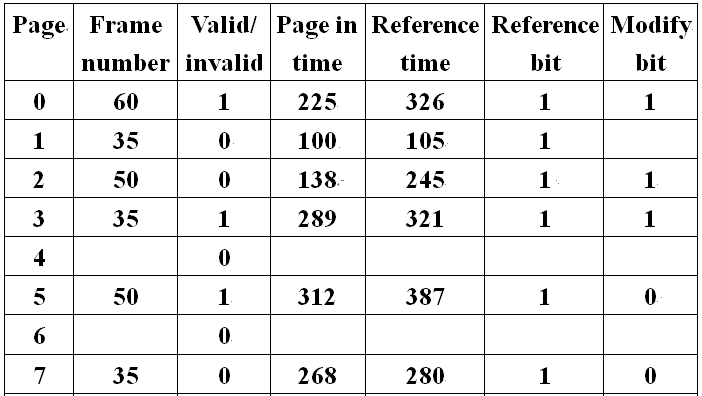 Page Frame number Valid/ invalid Page in time Reference time Reference bit Modify bit
0 60 1 225 326 1 1
1 35 0 100 105 1
2 50 0 138 245 1 1
3 35 1 289 321 1 1
4 0
5 50 1 312 387 1 0
6 0
7 35 0 268 280 1 0